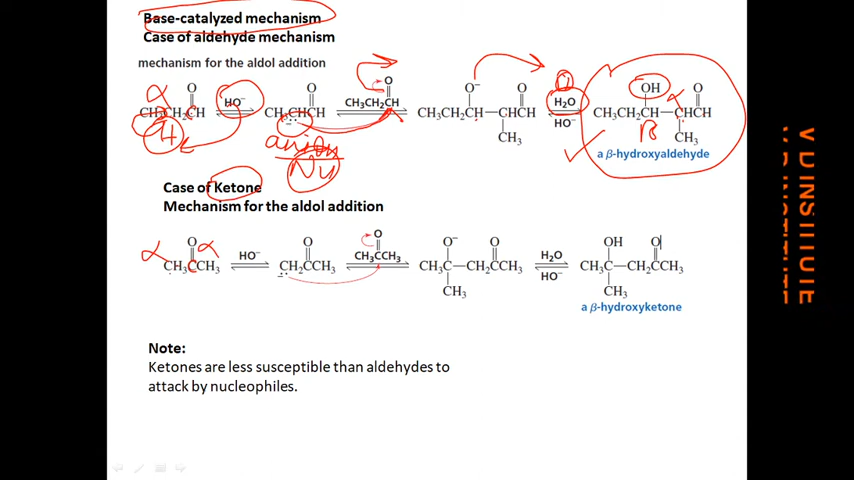 Base-catalyzed mechanism
Case of aldehyde mechanism
mechanism for the aldol addition
α O O O O⁻ O ① OH α O
CH₃CH₂CH HO⁻ CH₃CHCH CH₃CH₂CH CH₃CH₂CH—CHCH H₂O CH₃CH₂CH—CHCH
H HO⁻ β
anion CH₃ CH₃
Nu a β-hydroxyaldehyde
Case of Ketone
Mechanism for the aldol addition
α O α O O O⁻ O OH O
CH₃CCH₃ HO⁻ CH₂CCH₃ CH₃CCH₃ CH₃C—CH₂CCH₃ H₂O CH₃C—CH₂CCH₃
HO⁻
CH₃ CH₃
a β-hydroxyketone
Note:
Ketones are less susceptible than aldehydes to
attack by nucleophiles.
V D INSTITUTE